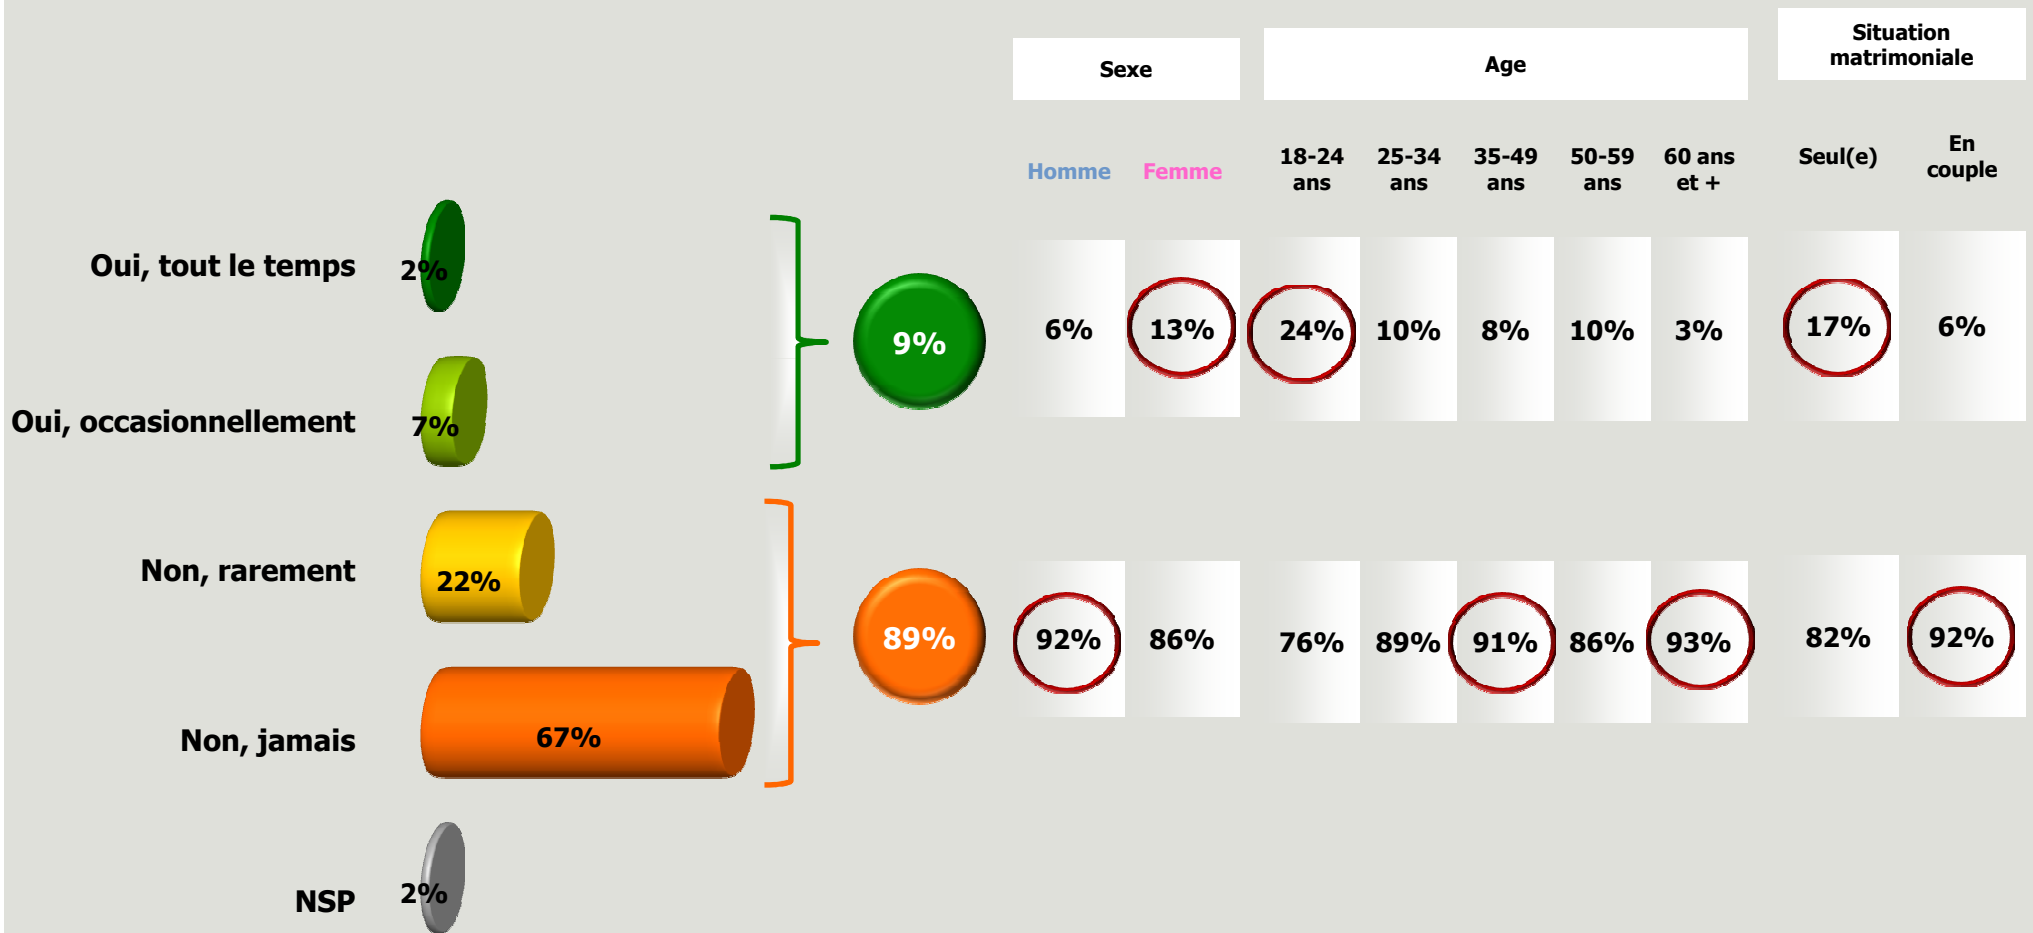 Sexe
Age
Situation
matrimoniale
Homme
Femme
18-24
ans
25-34
ans
35-49
ans
50-59
ans
60 ans
et +
Seul(e)
En
couple
Oui, tout le temps
2%
Oui, occasionnellement
7%
9%
6%
13%
24%
10%
8%
10%
3%
17%
6%
Non, rarement
22%
Non, jamais
67%
89%
92%
86%
76%
89%
91%
86%
93%
82%
92%
NSP
2%